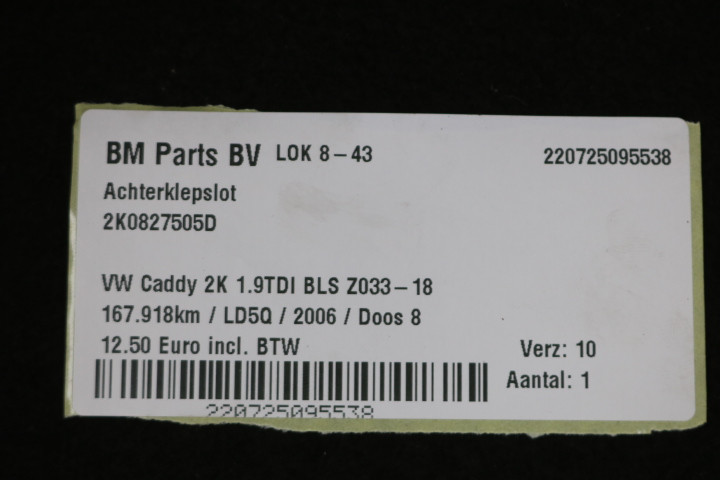 BM Parts BV LOK 8-43 220725095538
Achterklepslot
2K0827505D
VW Caddy 2K 1.9TDI BLS Z033-18
167.918km / LD5Q / 2006 / Doos 8
12.50 Euro incl. BTW Verz: 10
Aantal: 1
220725095538